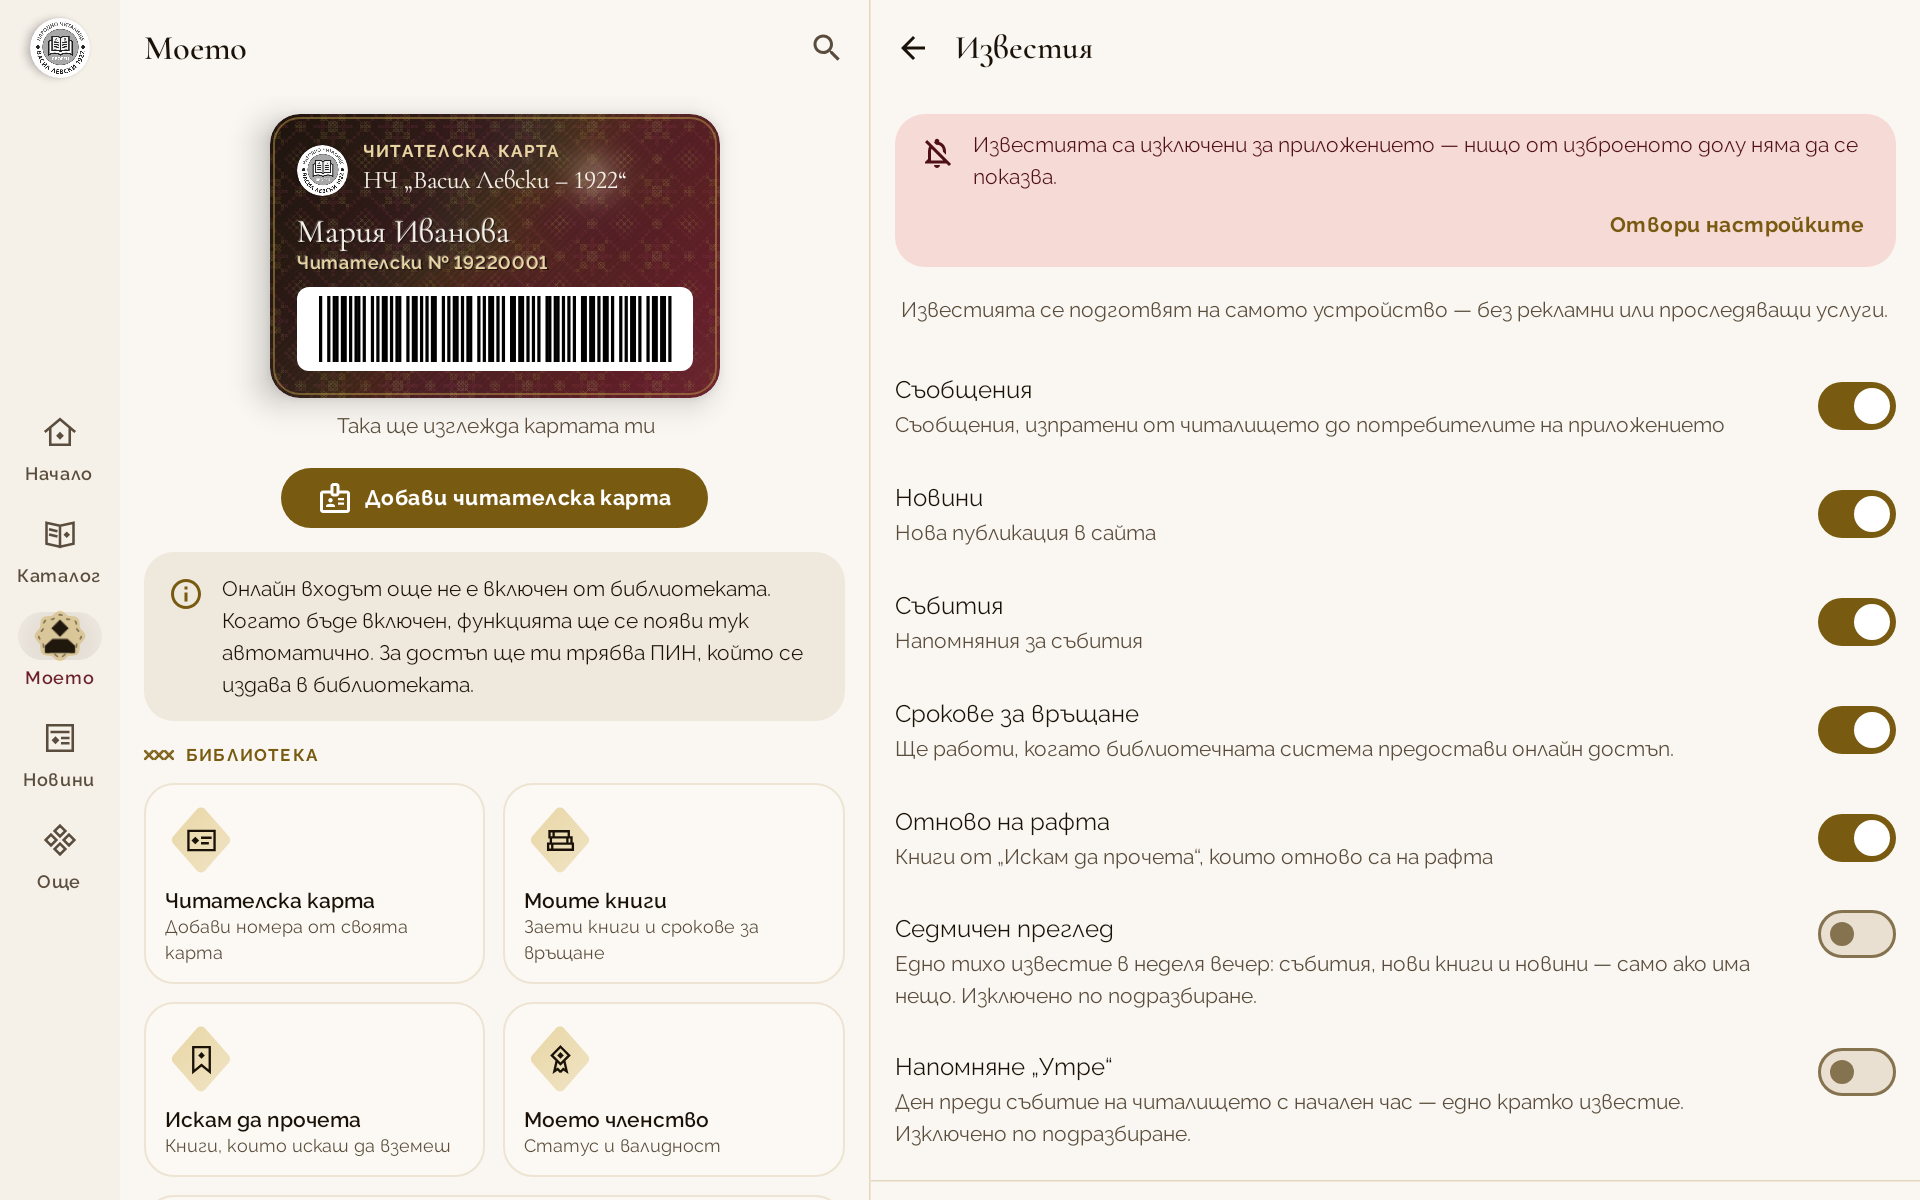 Моето
ЧИТАТЕЛСКА КАРТА
НЧ „Васил Левски – 1922“
Мария Иванова
Читателски № 19220001
Така ще изглежда картата ти
Добави читателска карта
Онлайн входът още не е включен от библиотеката.
Когато бъде включен, функцията ще се появи тук
автоматично. За достъп ще ти трябва ПИН, който се
издава в библиотеката.
БИБЛИОТЕКА
Читателска карта
Добави номера от своята
карта
Моите книги
Заети книги и срокове за
връщане
Искам да прочета
Книги, които искаш да вземеш
Моето членство
Статус и валидност
Начало
Каталог
Моето
Новини
Още
Известия
Известията са изключени за приложението — нищо от изброеното долу няма да се
показва.
Отвори настройките
Известията се подготвят на самото устройство — без рекламни или проследяващи услуги.
Съобщения
Съобщения, изпратени от читалището до потребителите на приложението
Новини
Нова публикация в сайта
Събития
Напомняния за събития
Срокове за връщане
Ще работи, когато библиотечната система предостави онлайн достъп.
Отново на рафта
Книги от „Искам да прочета“, които отново са на рафта
Седмичен преглед
Едно тихо известие в неделя вечер: събития, нови книги и новини — само ако има
нещо. Изключено по подразбиране.
Напомняне „Утре“
Ден преди събитие на читалището с начален час — едно кратко известие.
Изключено по подразбиране.